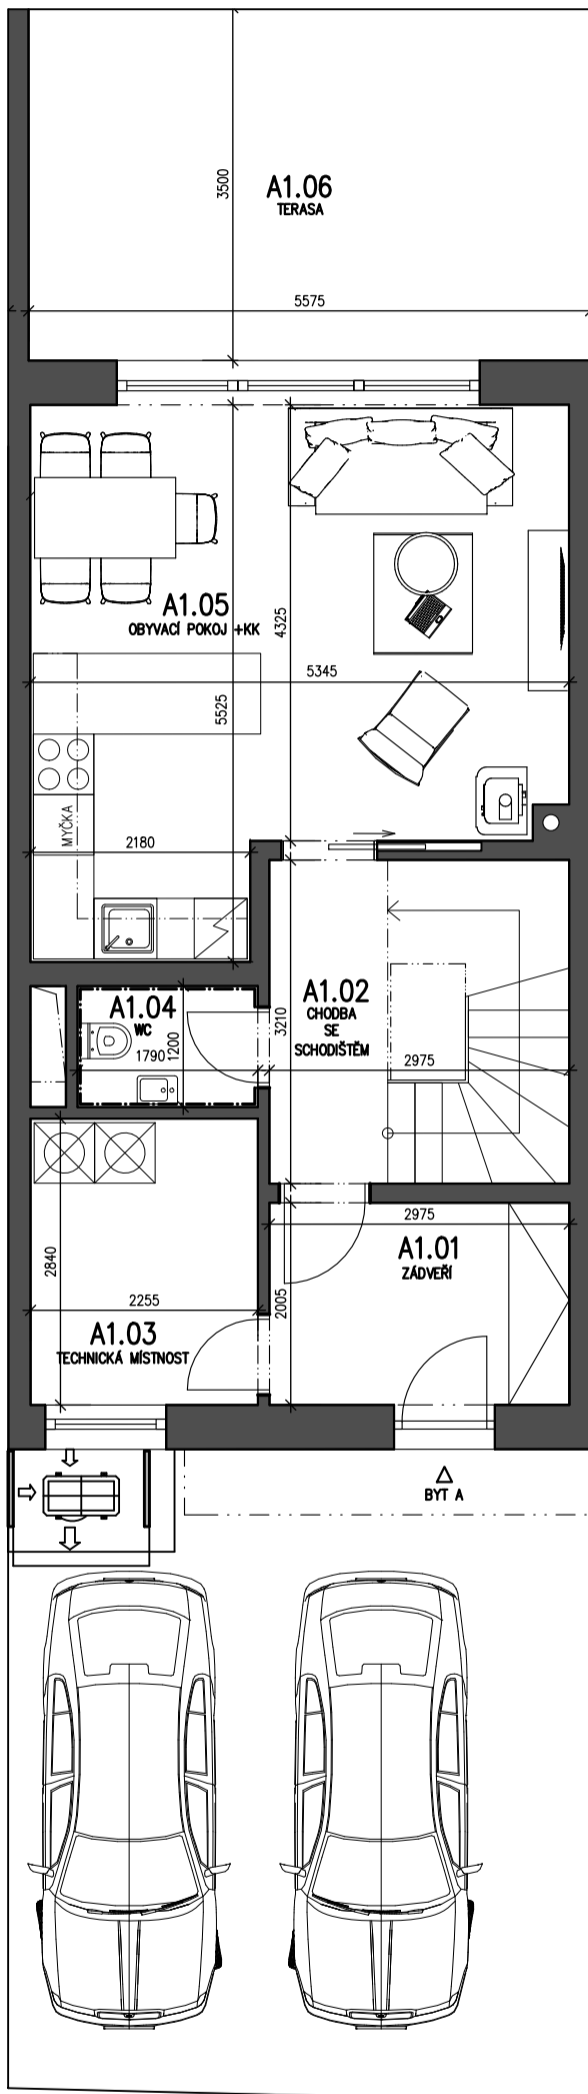 3500
A1.06
TERASA
5575
A1.05
OBYVACÍ POKOJ +KK
4325
5345
5525
MYČKA
2180
A1.04
WC
1790
1200
A1.02
CHODBA
SE
SCHODIŠTĚM
3210
2975
2975
A1.01
ZÁDVEŘÍ
2840
2255
2005
A1.03
TECHNICKÁ MÍSTNOST
BYT A